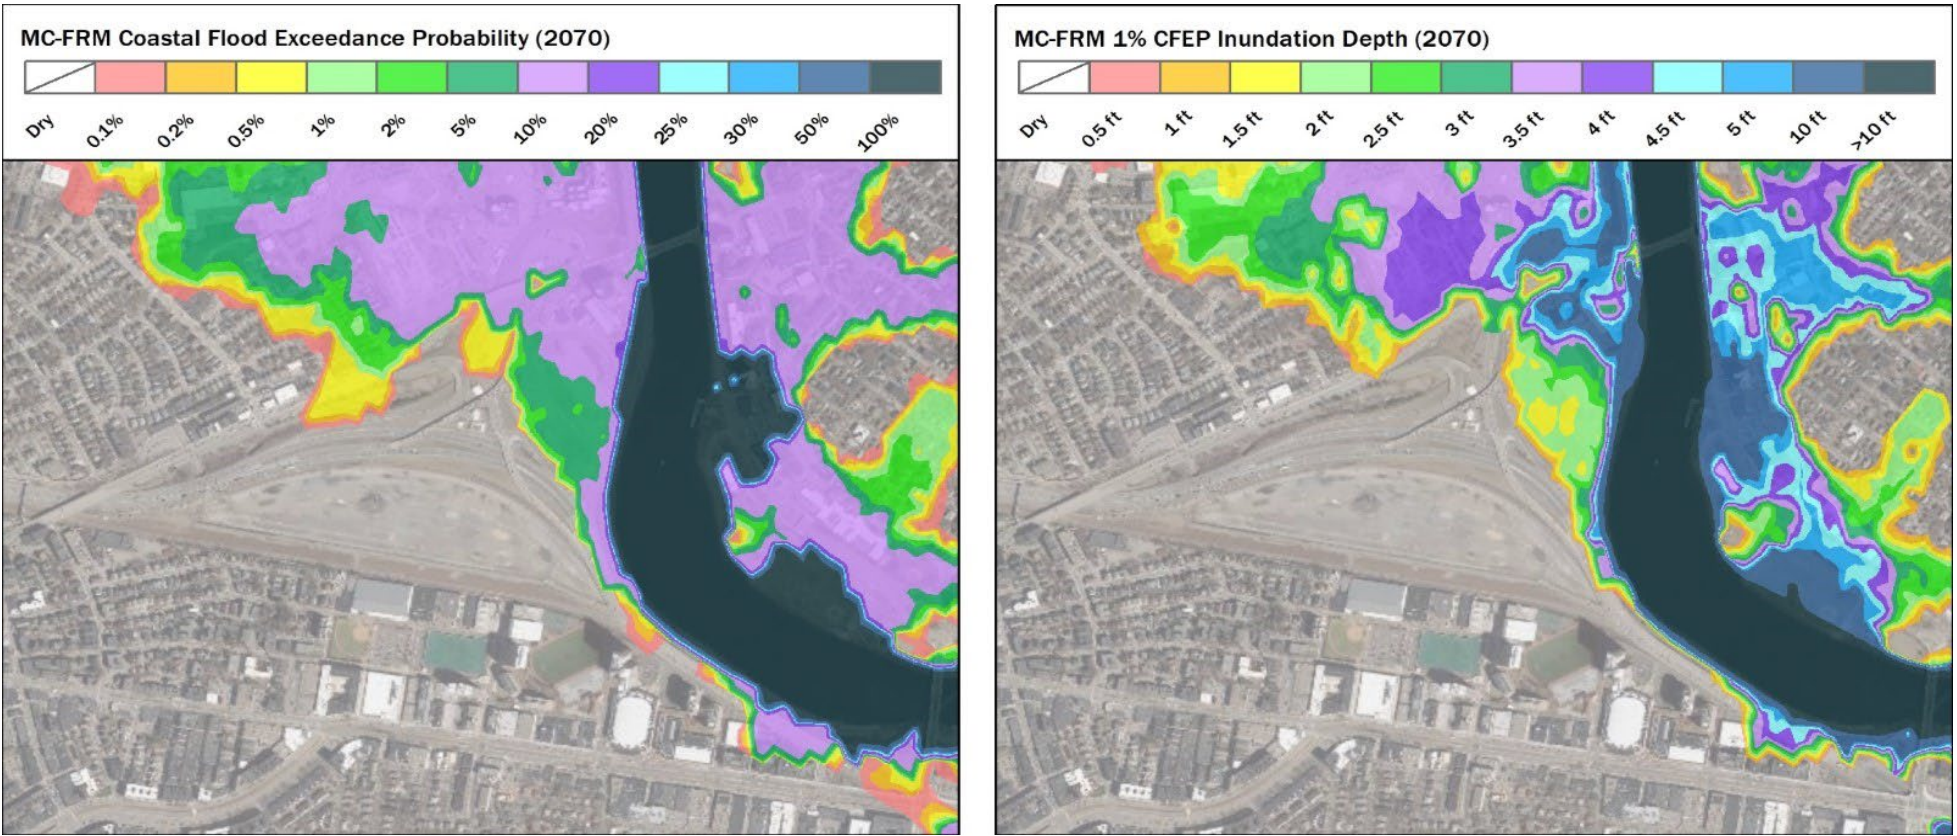 MC-FRM Coastal Flood Exceedance Probability (2070)
Dry 0.1% 0.2% 0.5% 1% 2% 5% 10% 20% 25% 30% 50% 100%
MC-FRM 1% CFEP Inundation Depth (2070)
Dry 0.5 ft 1 ft 1.5 ft 2 ft 2.5 ft 3 ft 3.5 ft 4 ft 4.5 ft 5 ft 10 ft >10 ft